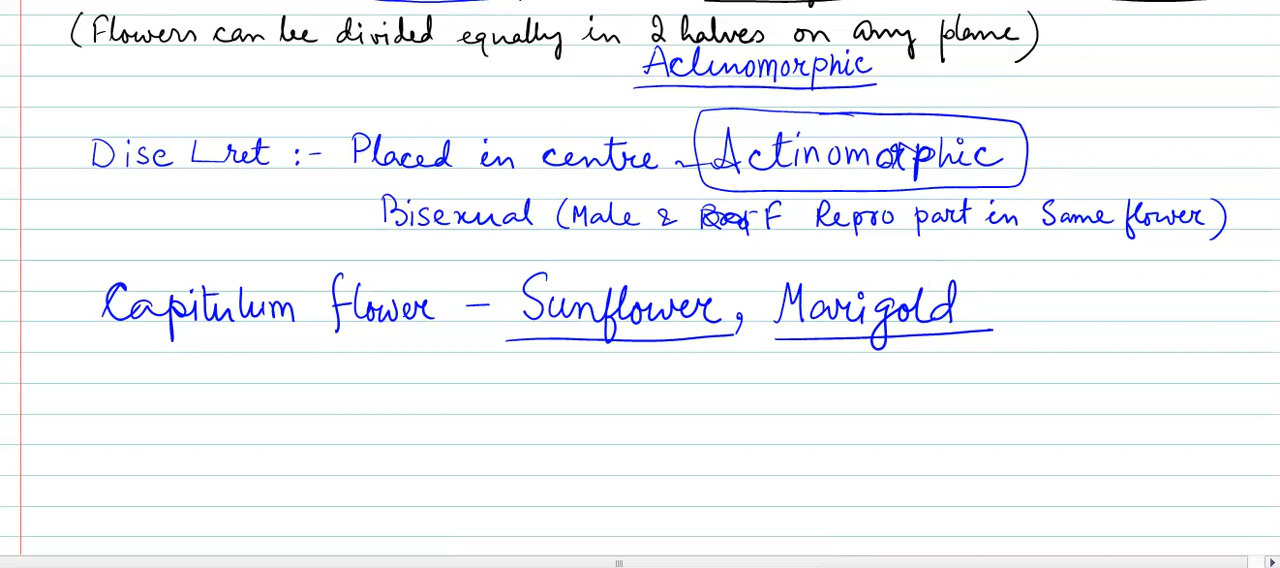 (Flowers can be divided equally in 2 halves on any plane)
Actinomorphic
Disc Lret :- Placed in centre - Actinomorphic
Bisexual (Male & F Repro part in Same flower)
Capitulum flower - Sunflower, Marigold